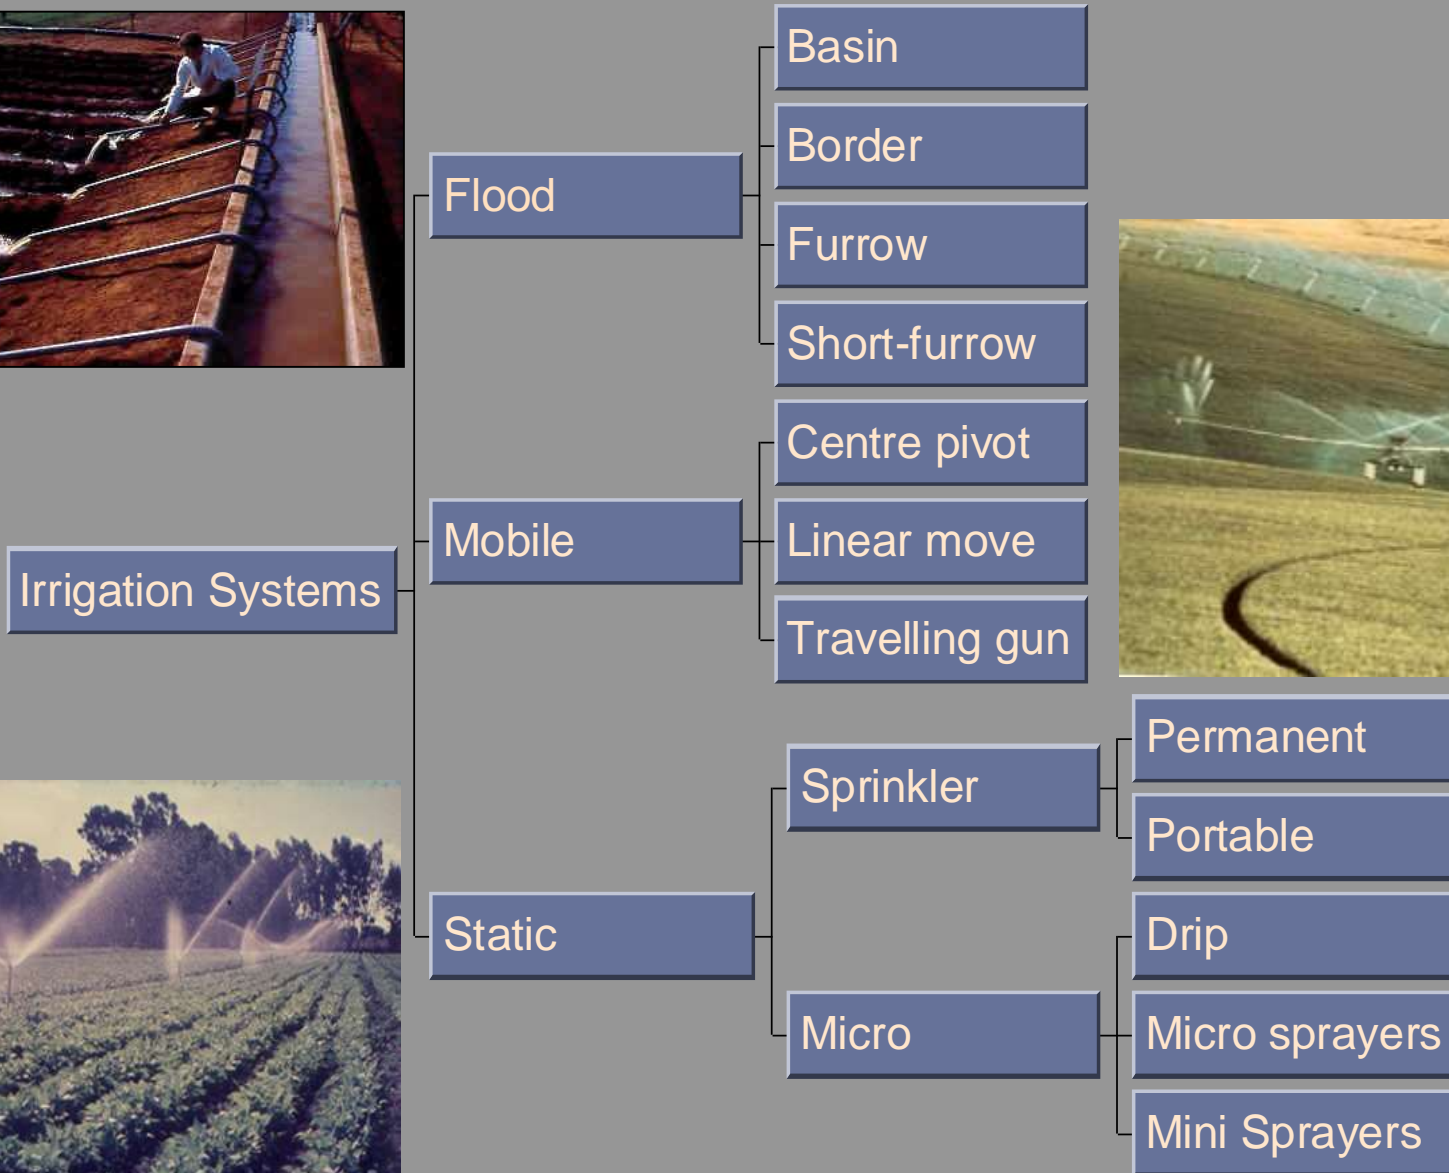 Irrigation Systems
Flood
Basin
Border
Furrow
Short-furrow
Mobile
Centre pivot
Linear move
Travelling gun
Static
Sprinkler
Permanent
Portable
Micro
Drip
Micro sprayers
Mini Sprayers